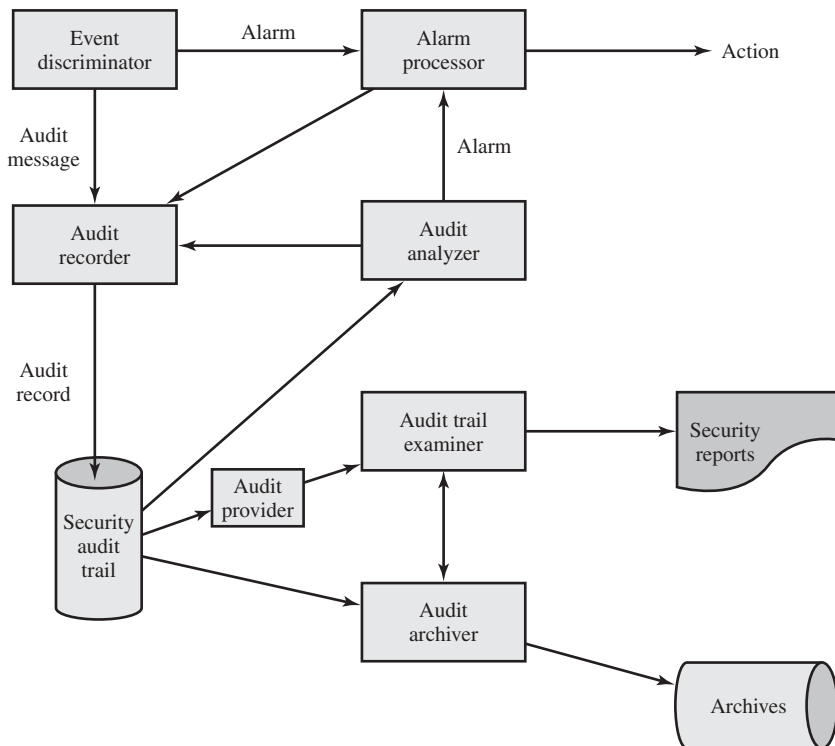 Event
discriminator
Alarm
Alarm
processor
Action
Audit
message
Alarm
Audit
recorder
Audit
analyzer
Audit
record
Audit trail
examiner
Security
reports
Audit
provider
Security
audit
trail
Audit
archiver
Archives